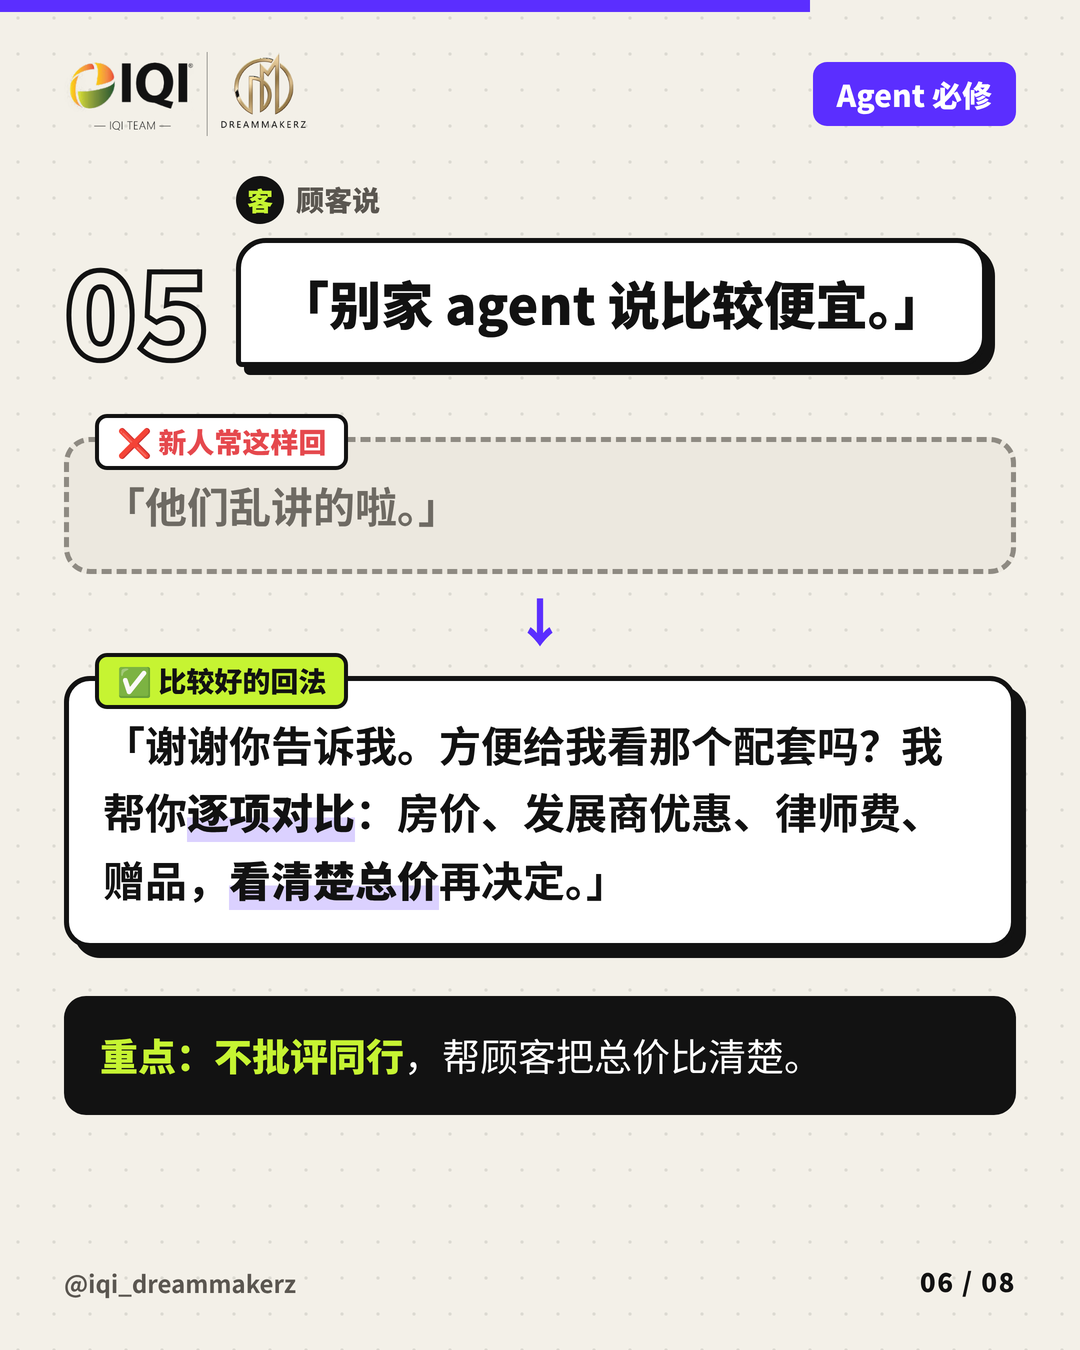 IQI
IQI TEAM
DREAMMAKERZ
Agent 必修
客 顾客说
05
「别家 agent 说比较便宜。」
❌ 新人常这样回
「他们乱讲的啦。」
↓
✅ 比较好的回法
「谢谢你告诉我。方便给我看那个配套吗？我
帮你逐项对比：房价、发展商优惠、律师费、
赠品，看清楚总价再决定。」
重点：不批评同行，帮顾客把总价比清楚。
@iqi_dreammakerz
06 / 08